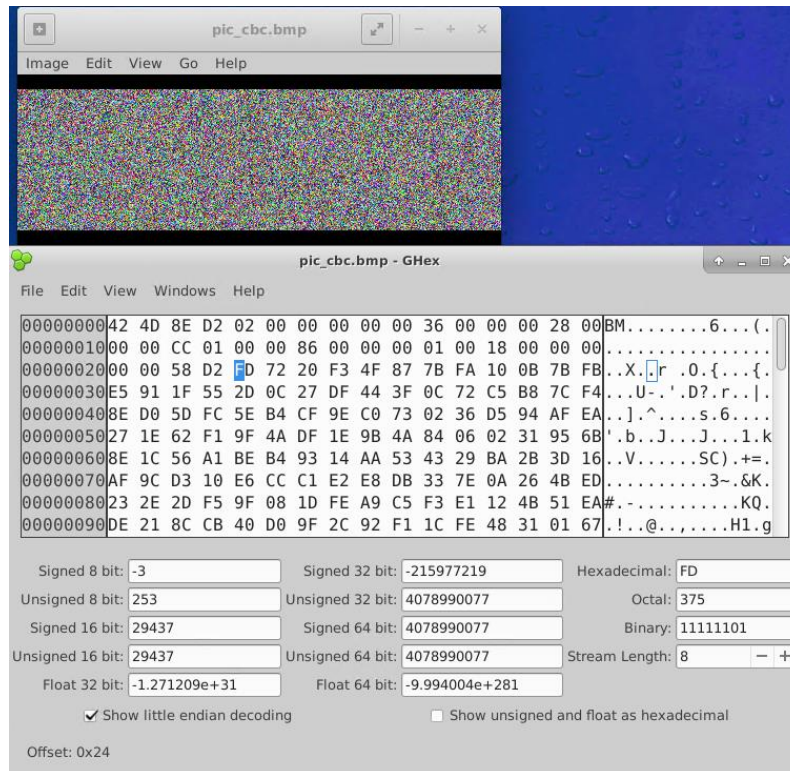 pic_cbc.bmp
Image Edit View Go Help
pic_cbc.bmp - GHex
File Edit View Windows Help
00000000 42 4D 8E D2 02 00 00 00 00 00 36 00 00 00 28 00 BM........6...(.
00000010 00 00 CC 01 00 00 86 00 00 00 01 00 18 00 00 00 ................
00000020 00 00 58 D2 FD 72 20 F3 4F 87 7B FA 10 0B 7B FB ..X..r .O.{...{.
00000030 E5 91 1F 55 2D 0C 27 DF 44 3F 0C 72 C5 B8 7C F4 ...U-.'.D?.r..|.
00000040 8E D0 5D FC 5E B4 CF 9E C0 73 02 36 D5 94 AF EA ..].^....s.6....
00000050 27 1E 62 F1 9F 4A DF 1E 9B 4A 84 06 02 31 95 6B '.b..J...J...1.k
00000060 8E 1C 56 A1 BE B4 93 14 AA 53 43 29 BA 2B 3D 16 ..V......SC).+=.
00000070 AF 9C D3 10 E6 CC C1 E2 E8 DB 33 7E 0A 26 4B ED ..........3~.&K.
00000080 23 2E 2D F5 9F 08 1D FE A9 C5 F3 E1 12 4B 51 EA #.-..........KQ.
00000090 DE 21 8C CB 40 D0 9F 2C 92 F1 1C FE 48 31 01 67 .!..@..,....H1.g
Signed 8 bit: -3 Signed 32 bit: -215977219 Hexadecimal: FD
Unsigned 8 bit: 253 Unsigned 32 bit: 4078990077 Octal: 375
Signed 16 bit: 29437 Signed 64 bit: 4078990077 Binary: 11111101
Unsigned 16 bit: 29437 Unsigned 64 bit: 4078990077 Stream Length: 8
Float 32 bit: -1.271209e+31 Float 64 bit: -9.994004e+281
Show little endian decoding Show unsigned and float as hexadecimal
Offset: 0x24